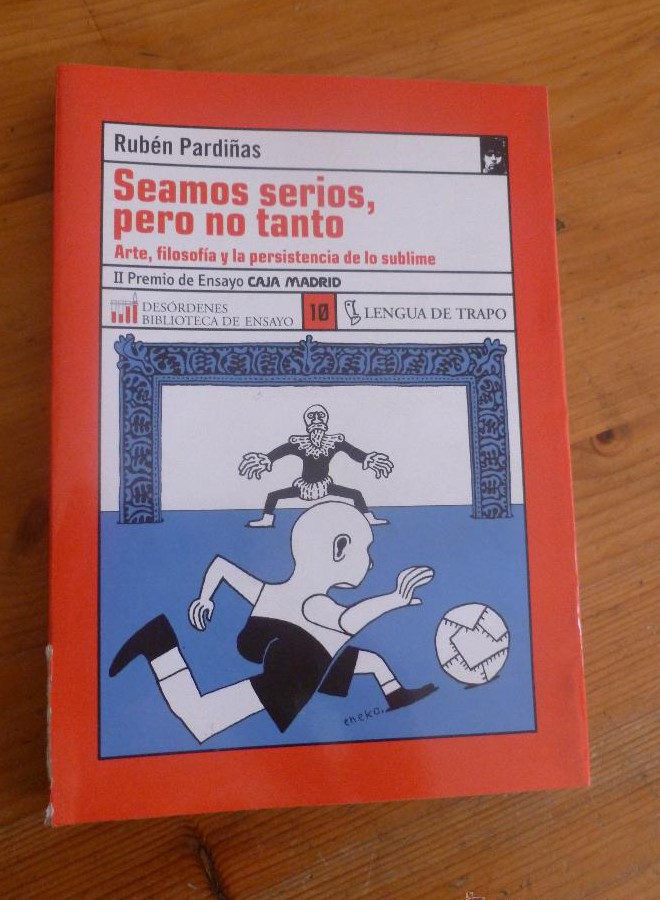 Rubén Pardiñas
Seamos serios,
pero no tanto
Arte, filosofía y la persistencia de lo sublime
II Premio de Ensayo CAJA MADRID
DESÓRDENES
BIBLIOTECA DE ENSAYO
10
LENGUA DE TRAPO
eneko.